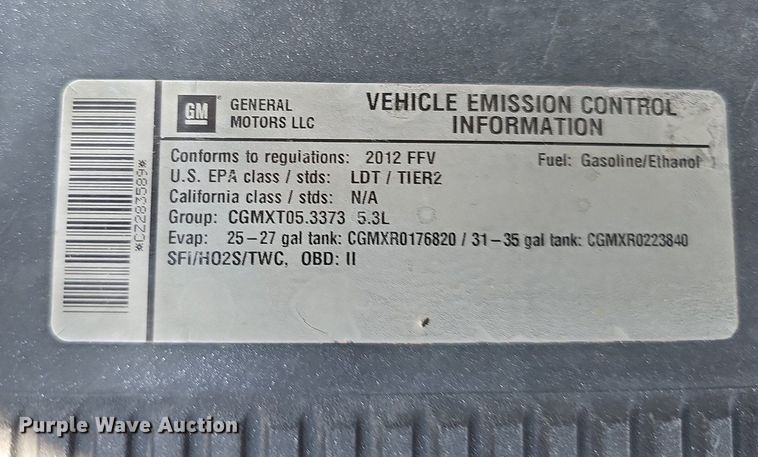 GM
GENERAL
MOTORS LLC
VEHICLE EMISSION CONTROL
INFORMATION
Conforms to regulations: 2012 FFV Fuel: Gasoline/Ethanol
U.S. EPA class / stds: LDT / TIER2
California class / stds: N/A
Group: CGMXT05.3373 5.3L
Evap: 25-27 gal tank: CGMXR0176820 / 31-35 gal tank: CGMXR0223840
SFI/HO2S/TWC, OBD: II
*CZ283589*
Purple Wave Auction